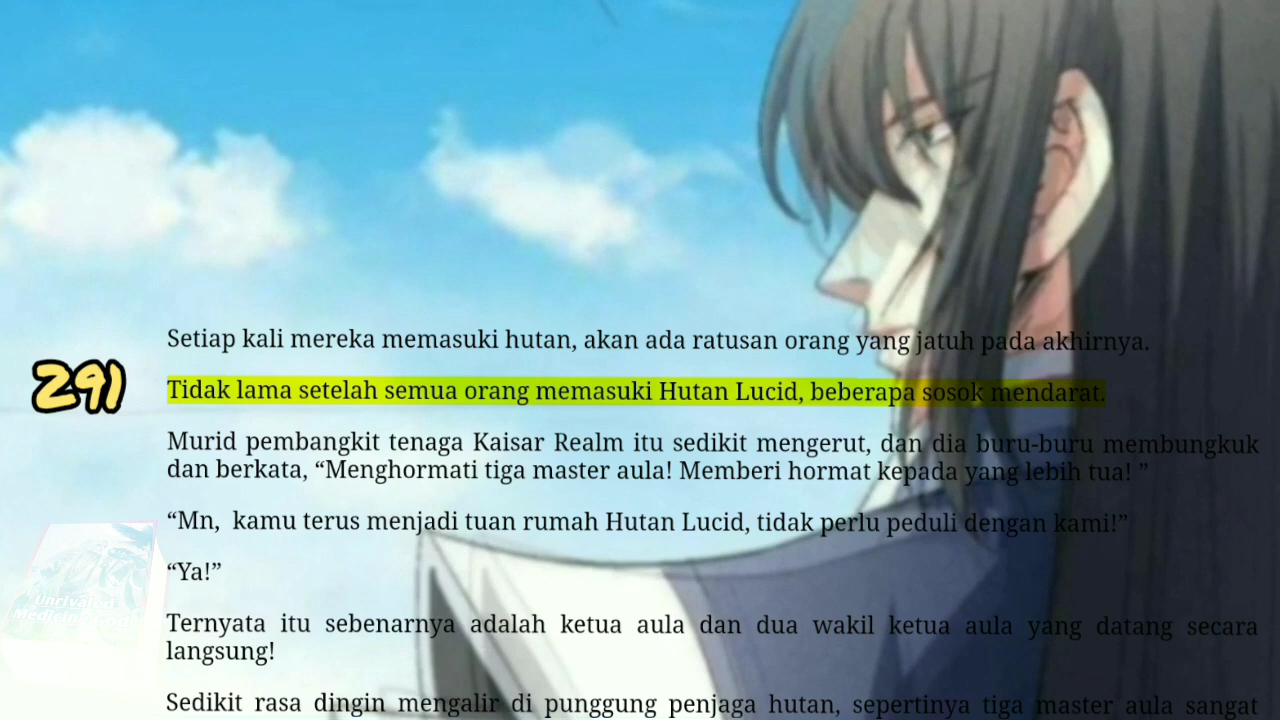 Setiap kali mereka memasuki hutan, akan ada ratusan orang yang jatuh pada akhirnya.
291
Tidak lama setelah semua orang memasuki Hutan Lucid, beberapa sosok mendarat.
Murid pembangkit tenaga Kaisar Realm itu sedikit mengerut, dan dia buru-buru membungkuk
dan berkata, “Menghormati tiga master aula! Memberi hormat kepada yang lebih tua! ”
“Mn,  kamu terus menjadi tuan rumah Hutan Lucid, tidak perlu peduli dengan kami!”
“Ya!”
Unrivaled
Medicine God
Ternyata itu sebenarnya adalah ketua aula dan dua wakil ketua aula yang datang secara
langsung!
Sedikit rasa dingin mengalir di punggung penjaga hutan, sepertinya tiga master aula sangat